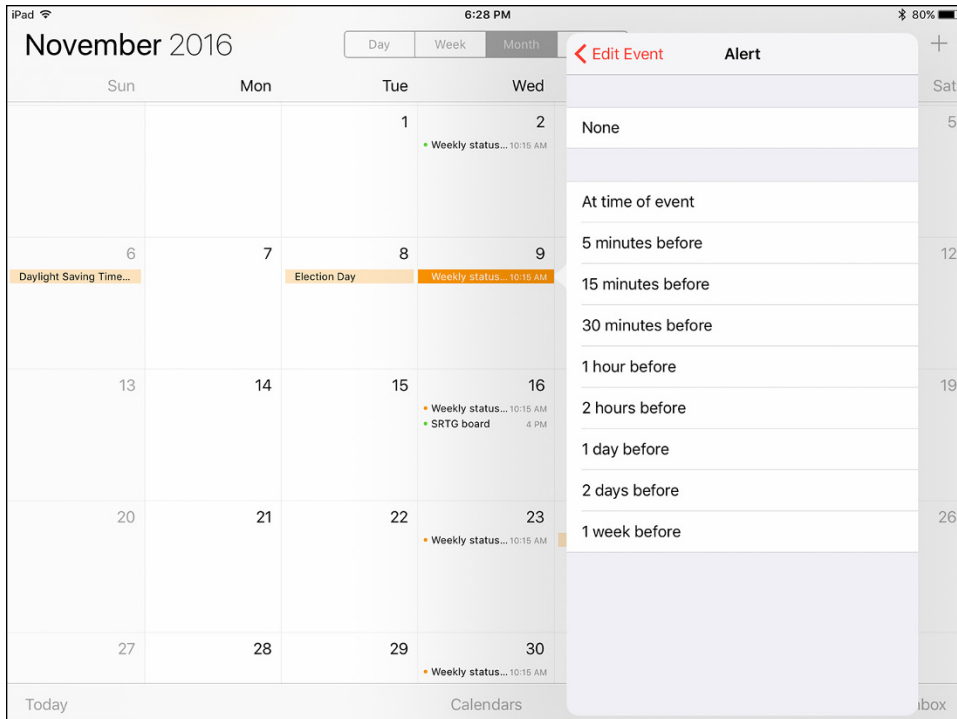 iPad 6:28 PM 80%
November 2016 Day Week Month
Edit Event Alert
Sun Mon Tue Wed Sat
1 2 5
Weekly status... 10:15 AM
6 7 8 9 12
Daylight Saving Time... Election Day Weekly status... 10:15 AM
13 14 15 16 19
Weekly status... 10:15 AM
SRTG board 4 PM
20 21 22 23 26
Weekly status... 10:15 AM
27 28 29 30
Weekly status... 10:15 AM
Today Calendars
None
At time of event
5 minutes before
15 minutes before
30 minutes before
1 hour before
2 hours before
1 day before
2 days before
1 week before